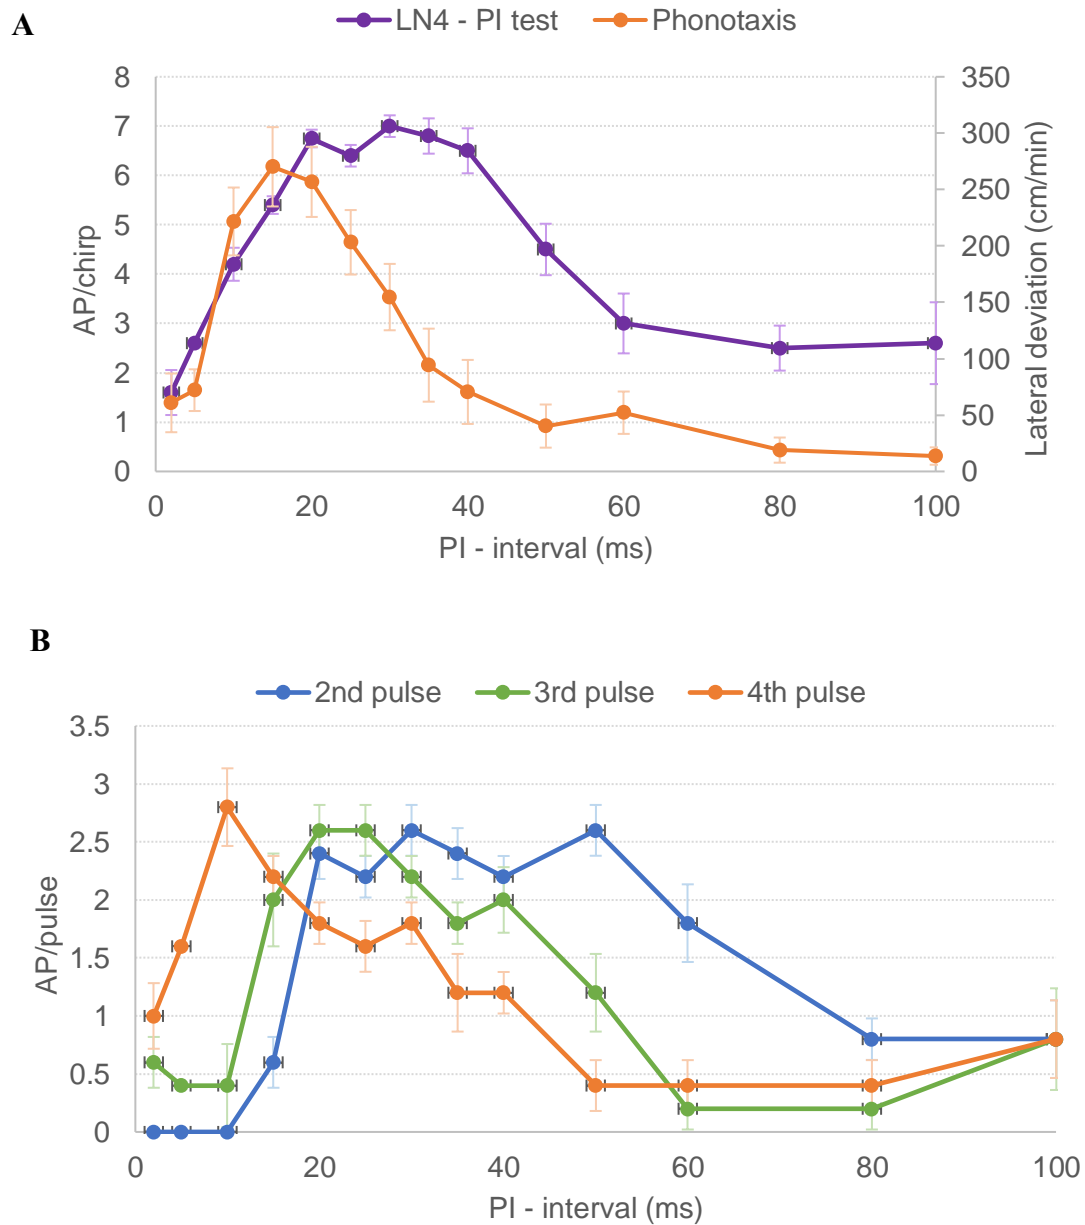 A
LN4 - PI test
Phonotaxis
8
7
6
5
4
3
2
1
0
AP/chirp
350
300
250
200
150
100
50
0
Lateral deviation (cm/min)
0 20 40 60 80 100
PI - interval (ms)
B
2nd pulse 3rd pulse 4th pulse
3.5
3
2.5
2
1.5
1
0.5
0
AP/pulse
0 20 40 60 80 100
PI - interval (ms)